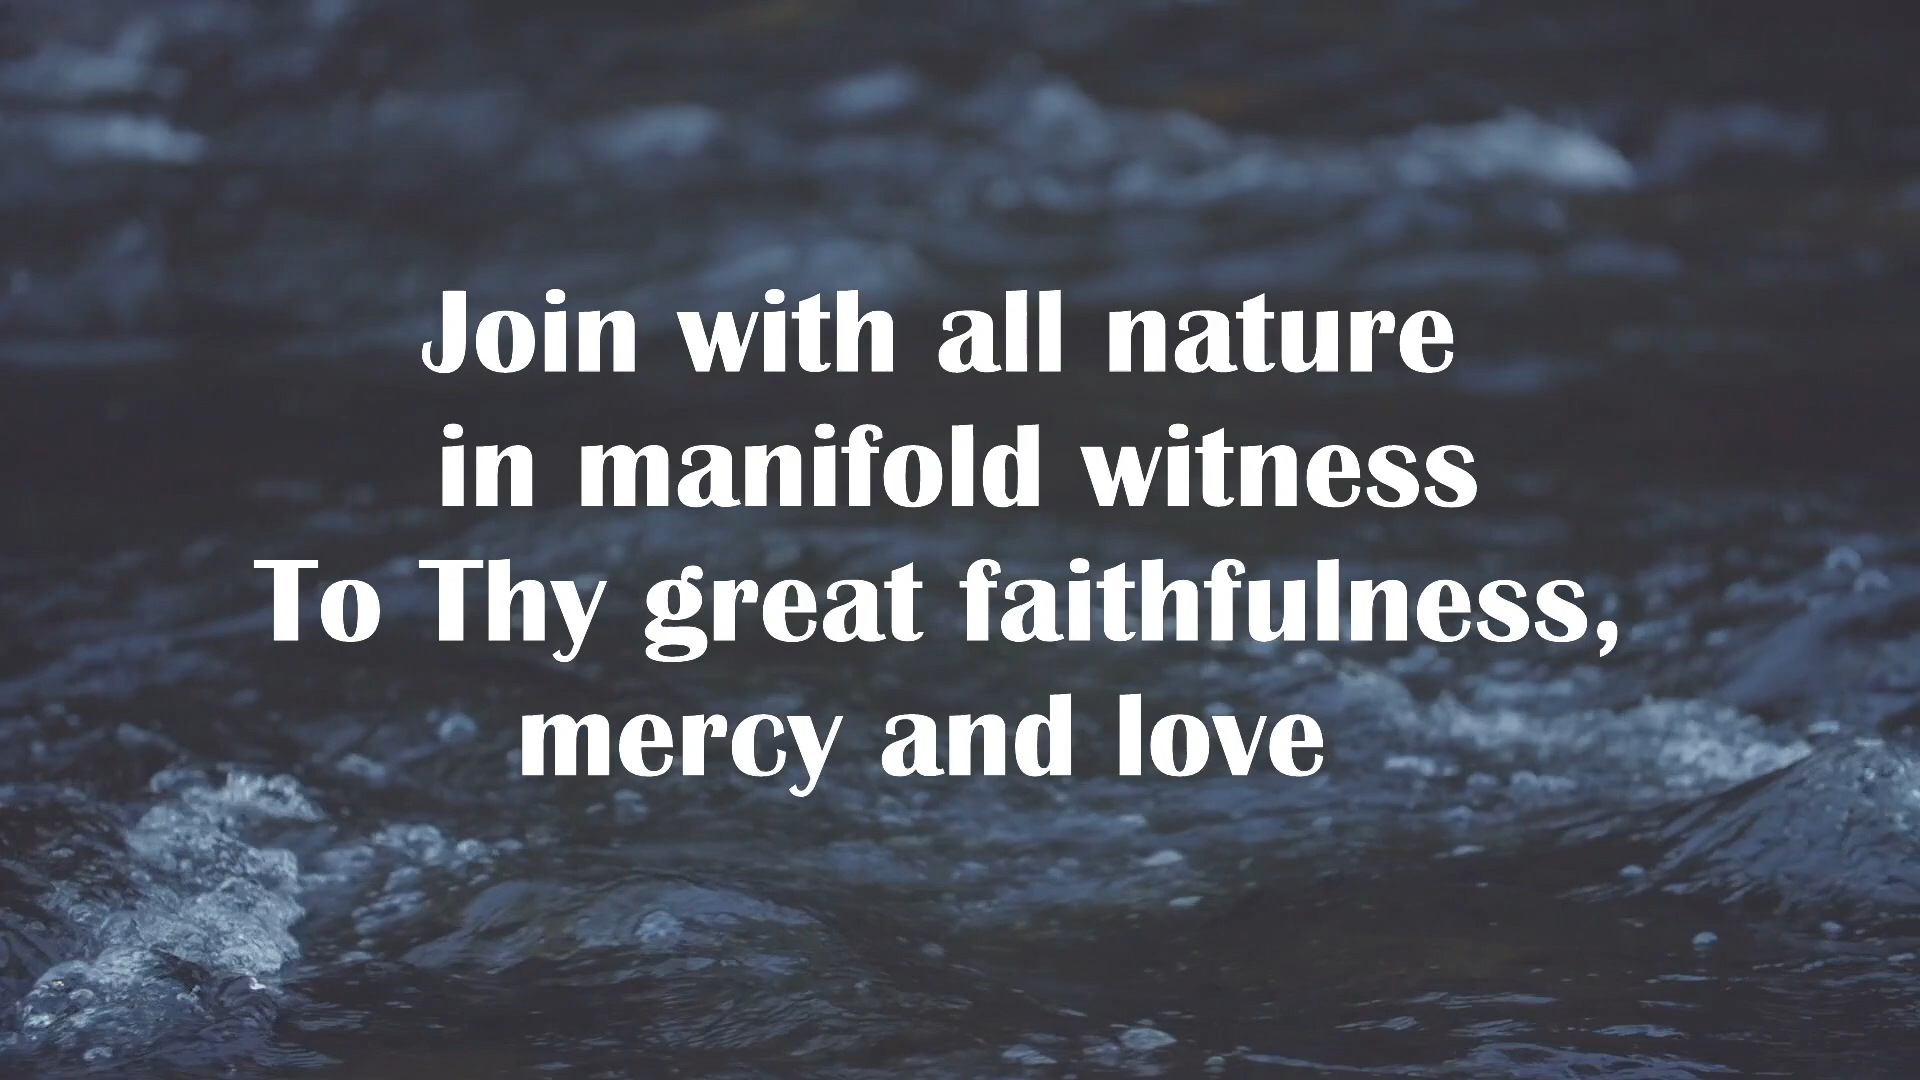 Join with all nature
in manifold witness
To Thy great faithfulness,
mercy and love